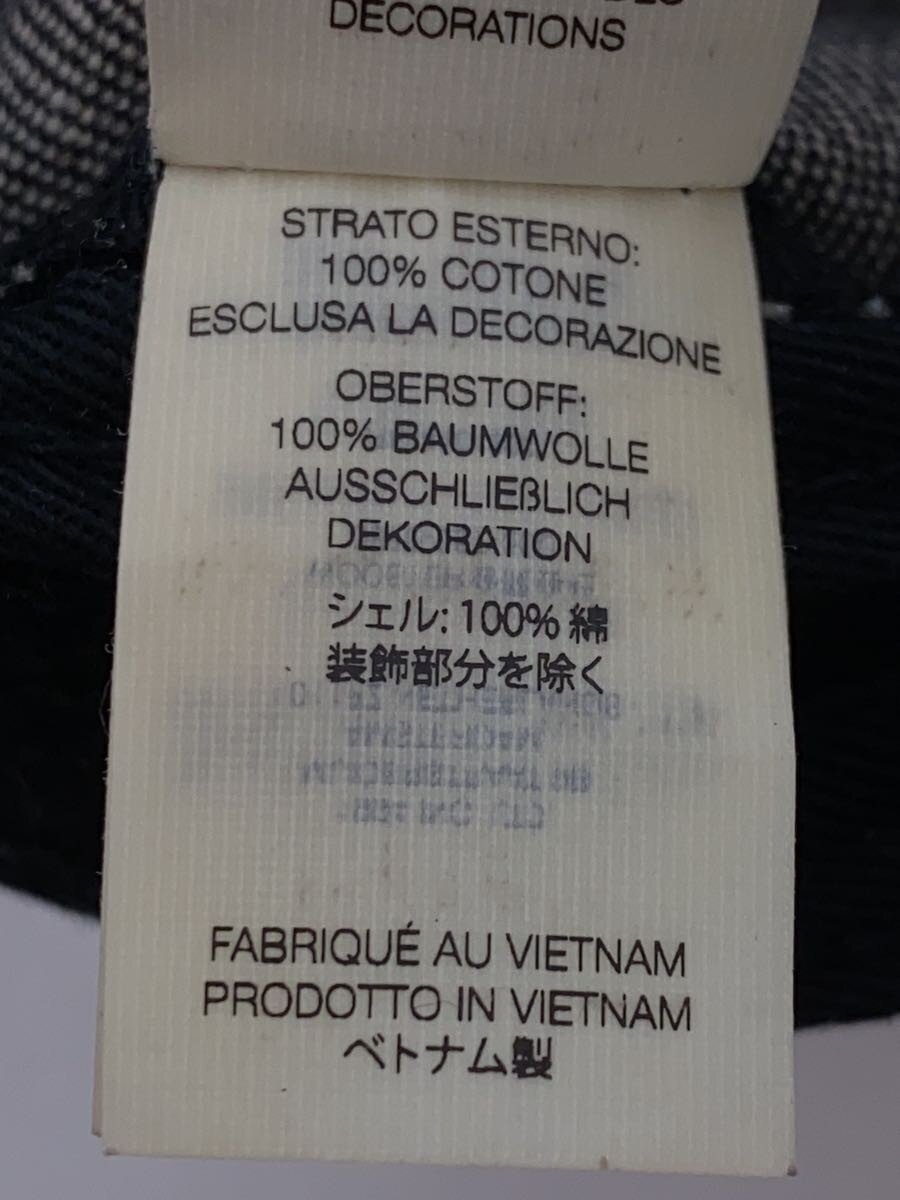 DECORATIONS
STRATO ESTERNO:
100% COTONE
ESCLUSA LA DECORAZIONE
OBERSTOFF:
100% BAUMWOLLE
AUSSCHLIEßLICH
DEKORATION
シェル: 100% 綿
装飾部分を除く
FABRIQUÉ AU VIETNAM
PRODOTTO IN VIETNAM
ベトナム製